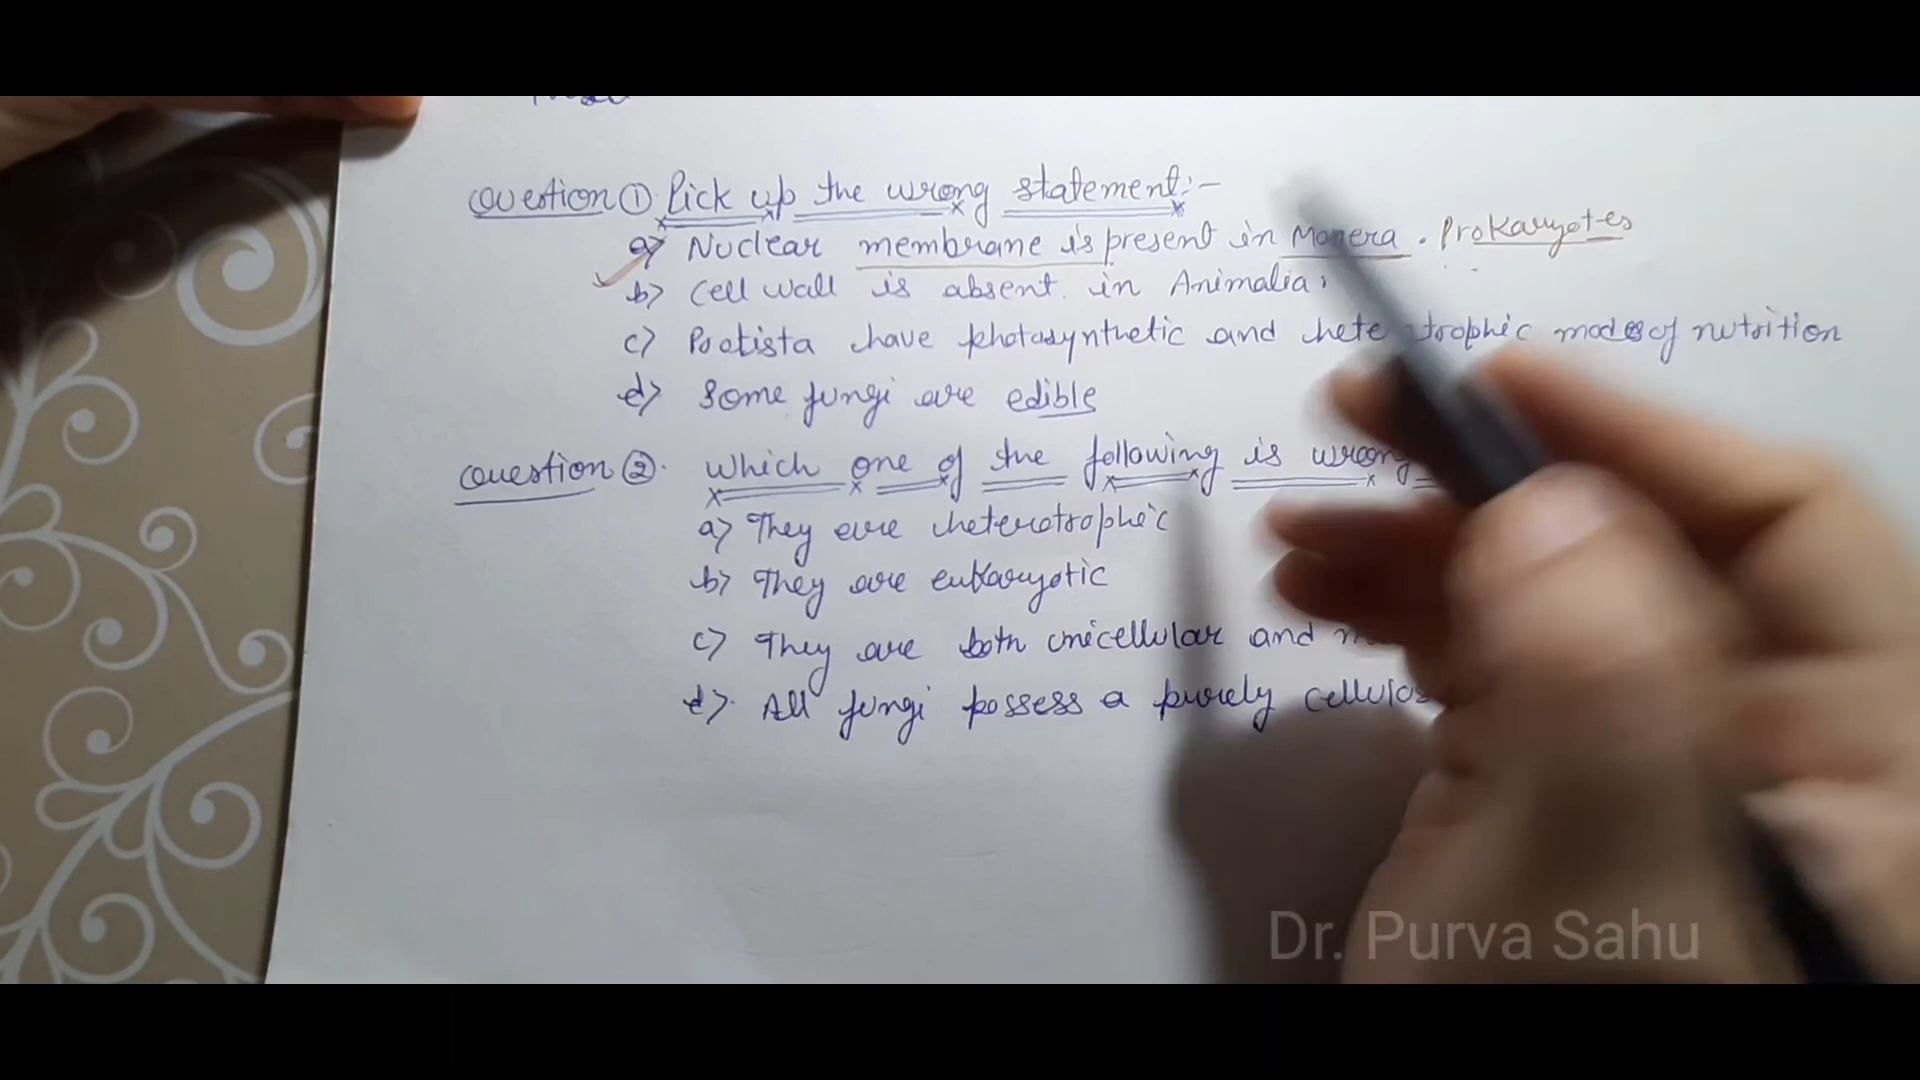 Question ① Pick up the wrong statement:-
a) Nuclear membrane is present in Monera. Prokaryotes
b) Cell wall is absent in Animalia.
c) Protista have photosynthetic and hete trophic modes of nutrition
d) Some fungi are edible
Question ②. Which one of the following is wrong
a) They are heterotrophic
b) They are eukaryotic
c) They are both unicellular and
d). All fungi possess a purely cellulos
Dr. Purva Sahu